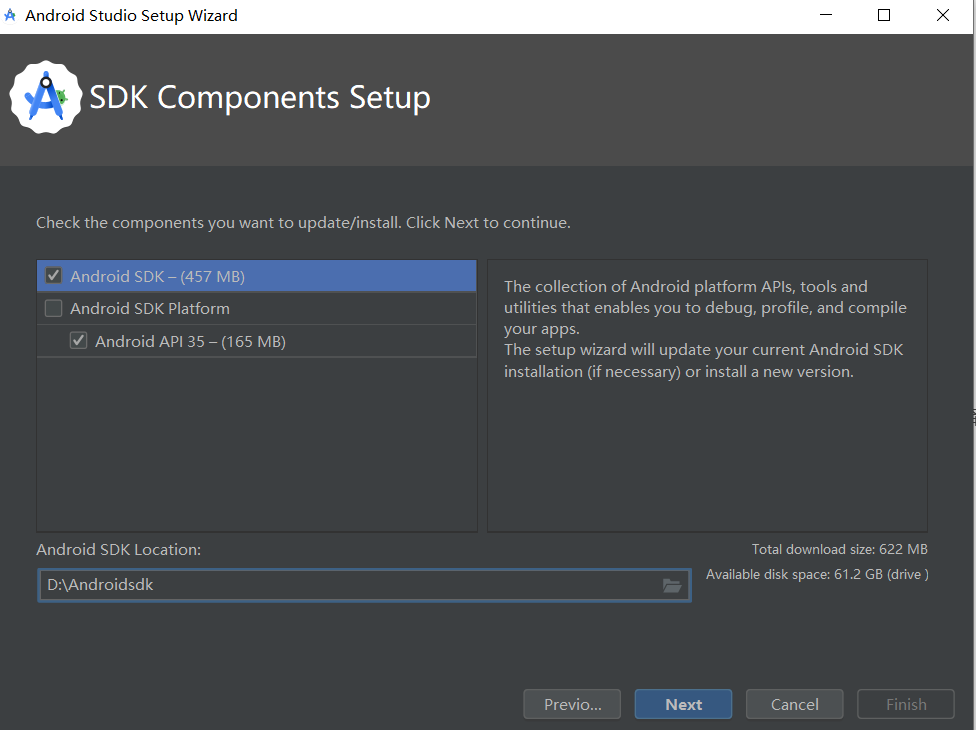 Android Studio Setup Wizard
SDK Components Setup
Check the components you want to update/install. Click Next to continue.
Android SDK – (457 MB)
Android SDK Platform
Android API 35 – (165 MB)
The collection of Android platform APIs, tools and
utilities that enables you to debug, profile, and compile
your apps.
The setup wizard will update your current Android SDK
installation (if necessary) or install a new version.
Android SDK Location:
D:\Androidsdk
Total download size: 622 MB
Available disk space: 61.2 GB (drive )
Previo...
Next
Cancel
Finish